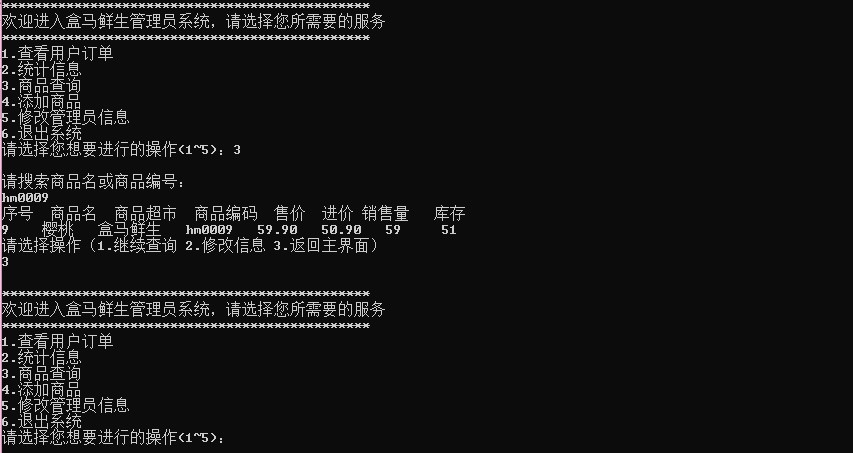 **********************************************
欢迎进入盒马鲜生管理员系统，请选择您所需要的服务
**********************************************
1.查看用户订单
2.统计信息
3.商品查询
4.添加商品
5.修改管理员信息
6.退出系统
请选择您想要进行的操作(1~5)：3
请搜索商品名或商品编号：
hm0009
序号  商品名  商品超市  商品编码  售价  进价 销售量   库存
9    樱桃   盒马鲜生   hm0009   59.90   50.90   59     51
请选择操作（1.继续查询 2.修改信息 3.返回主界面）
3
**********************************************
欢迎进入盒马鲜生管理员系统，请选择您所需要的服务
**********************************************
1.查看用户订单
2.统计信息
3.商品查询
4.添加商品
5.修改管理员信息
6.退出系统
请选择您想要进行的操作(1~5)：